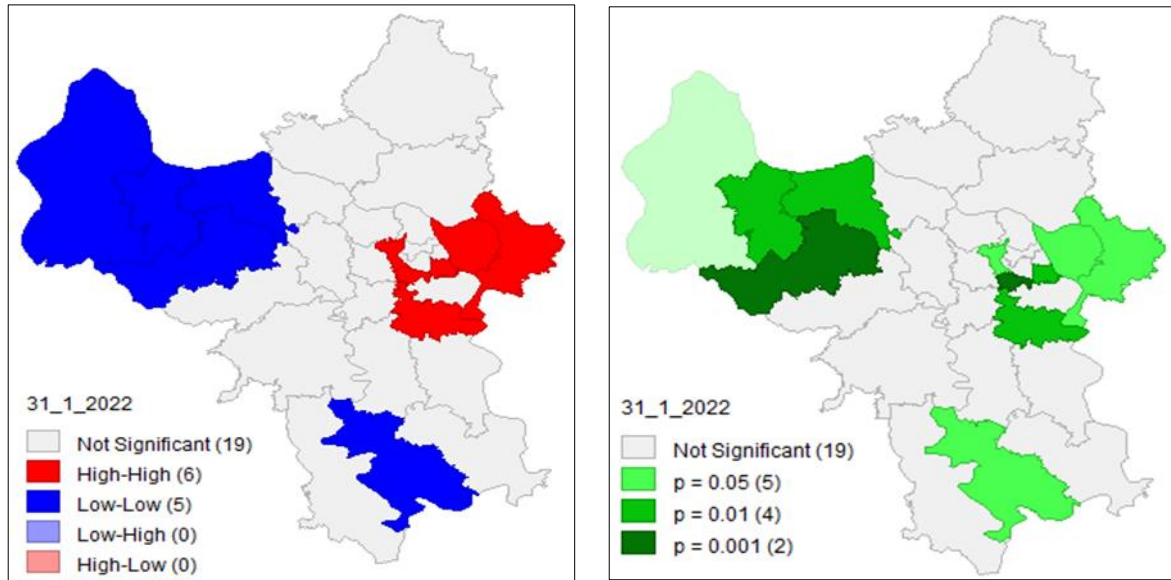 31_1_2022
Not Significant (19)
High-High (6)
Low-Low (5)
Low-High (0)
High-Low (0)
31_1_2022
Not Significant (19)
p = 0.05 (5)
p = 0.01 (4)
p = 0.001 (2)